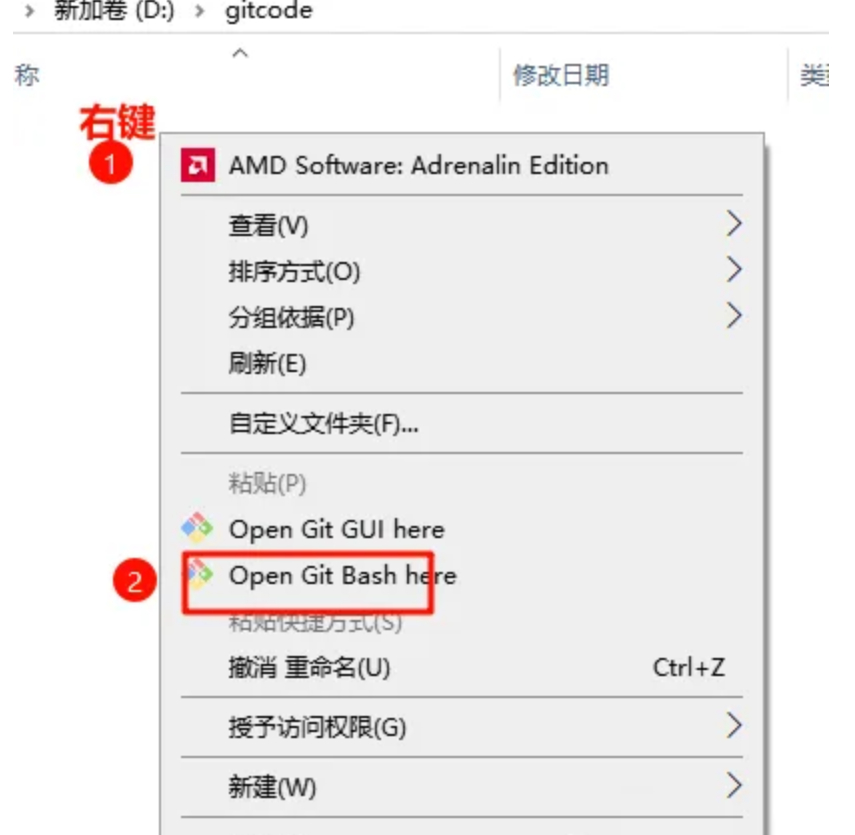 › 新加卷 (D:) › gitcode
称 修改日期
右键
1
AMD Software: Adrenalin Edition
查看(V)
排序方式(O)
分组依据(P)
刷新(E)
自定义文件夹(F)...
粘贴(P)
Open Git GUI here
2
Open Git Bash here
粘贴快捷方式(S)
撤消 重命名(U) Ctrl+Z
授予访问权限(G)
新建(W)